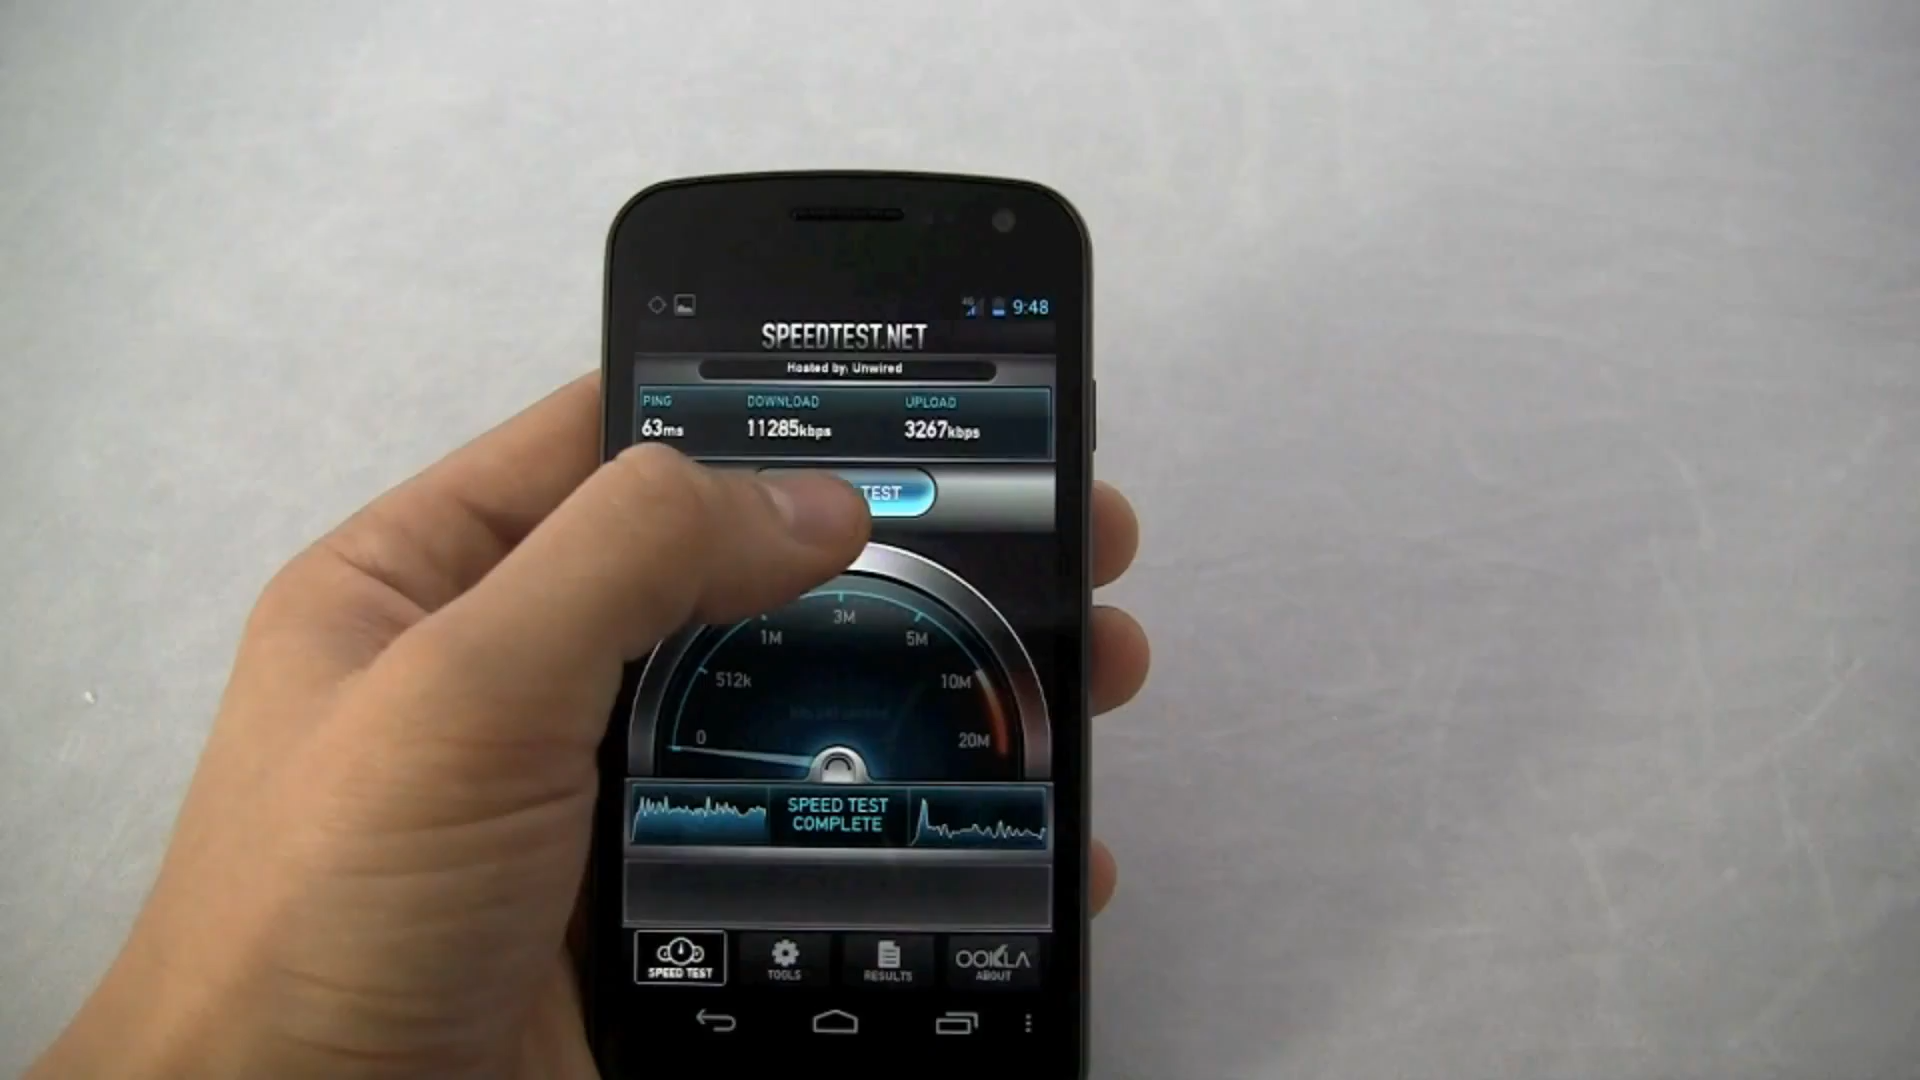 4G 9:48
SPEEDTEST.NET
Hosted by: Unwired
PING DOWNLOAD UPLOAD
63ms 11285kbps 3267kbps
TEST
3M
1M 5M
512k 10M
0 20M
SPEED TEST
COMPLETE
SPEED TEST TOOLS RESULTS OOKLA
ABOUT